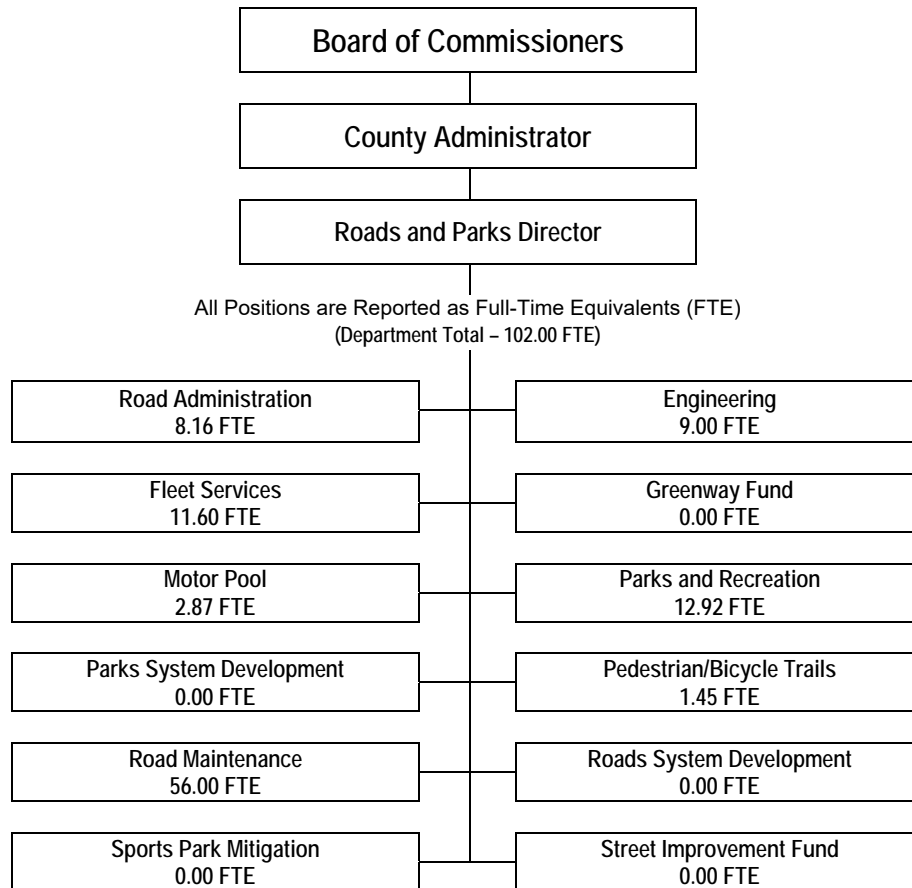 Board of Commissioners
County Administrator
Roads and Parks Director
All Positions are Reported as Full-Time Equivalents (FTE)
(Department Total – 102.00 FTE)
Road Administration
8.16 FTE
Engineering
9.00 FTE
Fleet Services
11.60 FTE
Greenway Fund
0.00 FTE
Motor Pool
2.87 FTE
Parks and Recreation
12.92 FTE
Parks System Development
0.00 FTE
Pedestrian/Bicycle Trails
1.45 FTE
Road Maintenance
56.00 FTE
Roads System Development
0.00 FTE
Sports Park Mitigation
0.00 FTE
Street Improvement Fund
0.00 FTE